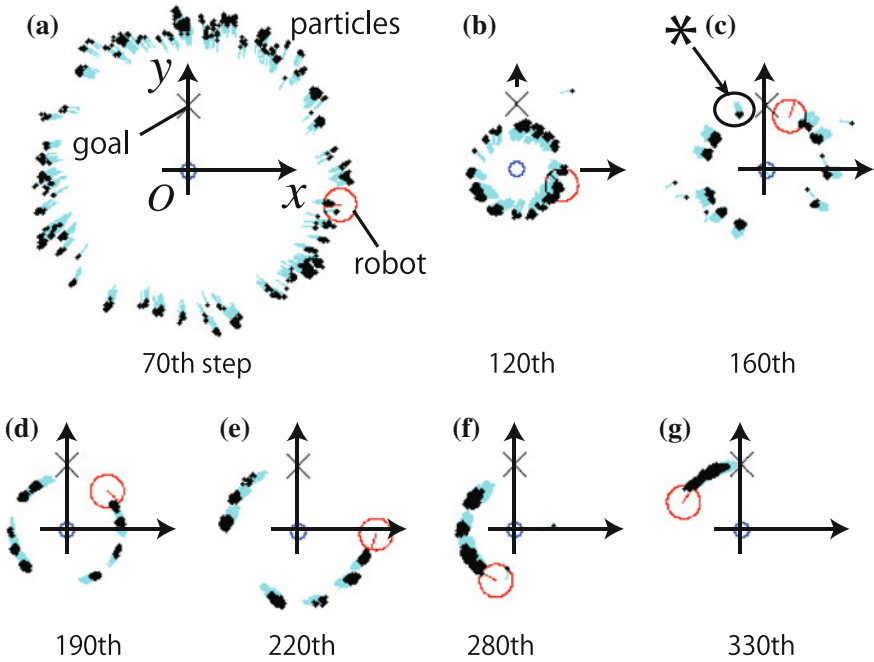 (a)
particles
y
goal
O
x
robot
70th step
(b)
120th
(c)
*
160th
(d)
190th
(e)
220th
(f)
280th
(g)
330th